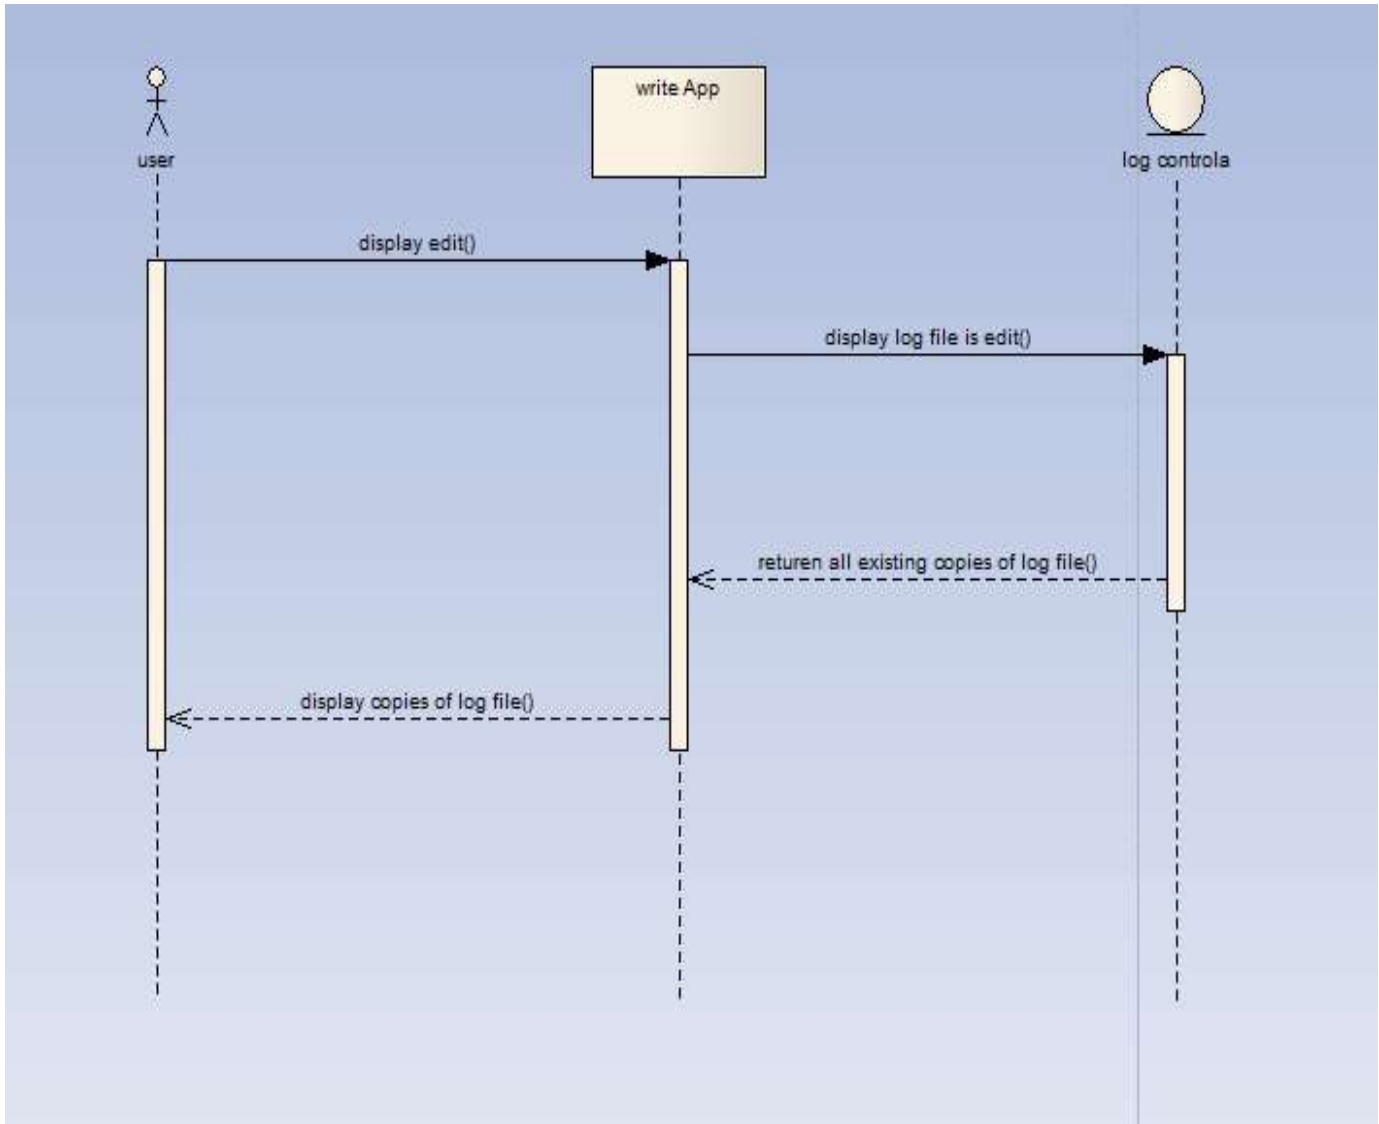 write App
user
log controla
display edit()
display log file is edit()
returen all existing copies of log file()
display copies of log file()